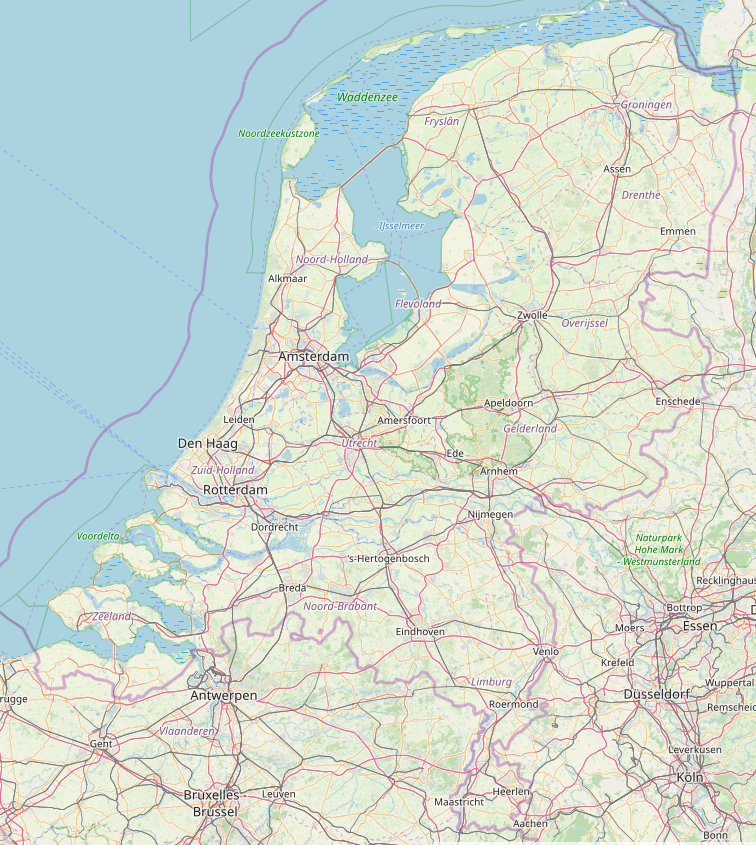 Waddenzee
Groningen
Fryslân
Noordzeekustzone
Assen
Drenthe
IJsselmeer
Emmen
Noord-Holland
Alkmaar
Flevoland
Zwolle
Overijssel
Amsterdam
Enschede
Apeldoorn
Leiden
Amersfoort
Gelderland
Den Haag
Utrecht
Ede
Zuid-Holland
Arnhem
Rotterdam
Nijmegen
Dordrecht
Voordelta
Naturpark
Hohe Mark
- Westmunsterland
's-Hertogenbosch
Recklinghaus
Breda
Noord-Brabant
Bottrop
Zeeland
Essen
Moers
Eindhoven
Venlo
Krefeld
Limburg
Wuppertal
Antwerpen
Düsseldorf
rugge
Roermond
Remscheid
Vlaanderen
Gent
Leverkusen
Köln
Heerlen
Bruxelles
Brussel
Leuven
Maastricht
Aachen
Bonn